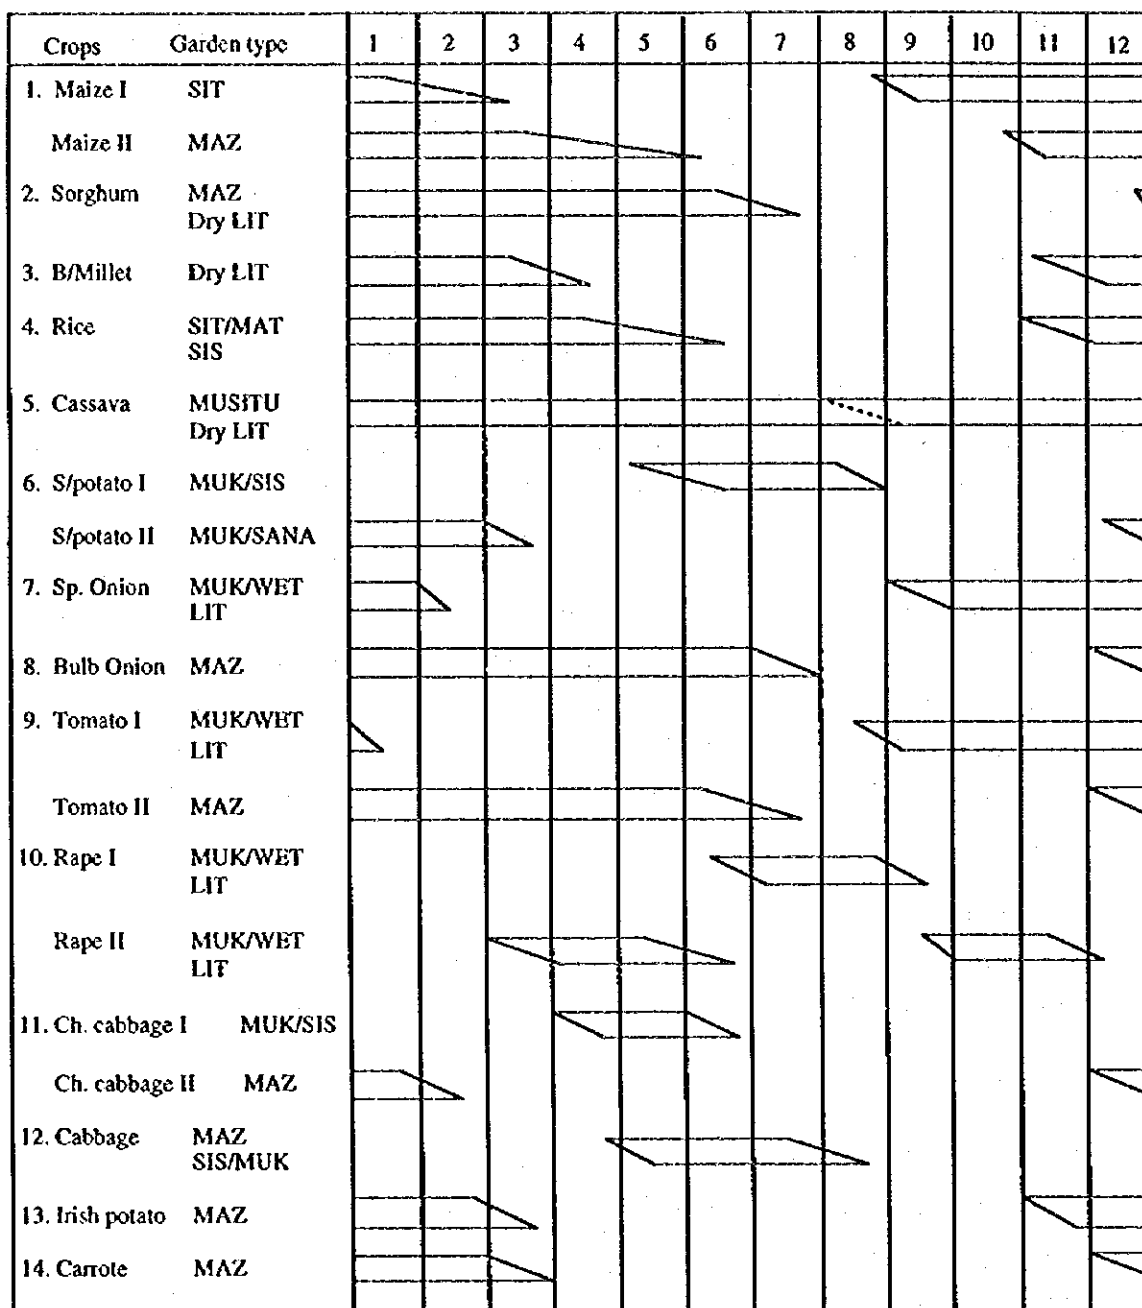 Crops Garden type 1 2 3 4 5 6 7 8 9 10 11 12
1. Maize I SIT
Maize II MAZ
2. Sorghum MAZ
Dry LIT
3. B/Millet Dry LIT
4. Rice SIT/MAT
SIS
5. Cassava MUSITU
Dry LIT
6. S/potato I MUK/SIS
S/potato II MUK/SANA
7. Sp. Onion MUK/WET
LIT
8. Bulb Onion MAZ
9. Tomato I MUK/WET
LIT
Tomato II MAZ
10. Rape I MUK/WET
LIT
Rape II MUK/WET
LIT
11. Ch. cabbage I MUK/SIS
Ch. cabbage II MAZ
12. Cabbage MAZ
SIS/MUK
13. Irish potato MAZ
14. Carrote MAZ